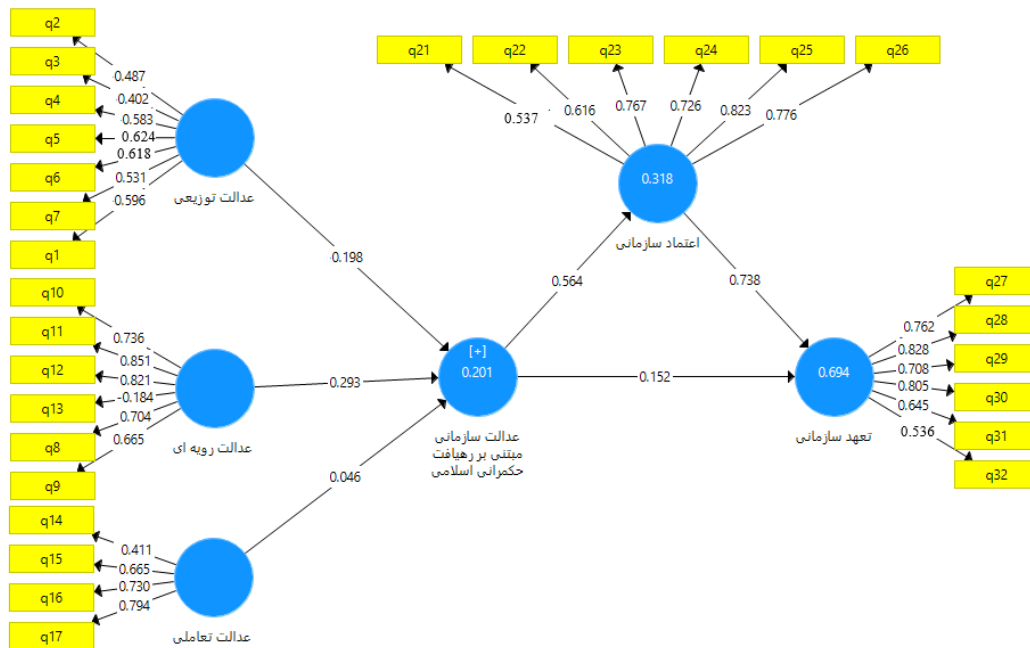 q2
q3
q4
q5
q6
q7
q1
0.487
0.402
0.583
0.624
0.618
0.531
0.596
عدالت توزیعی
q10
q11
q12
q13
q8
q9
0.736
0.851
0.821
-0.184
0.704
0.665
عدالت رویه ای
q14
q15
q16
q17
0.411
0.665
0.730
0.794
عدالت تعاملی
0.198
0.293
0.046
[+]
0.201
عدالت سازمانی
مبتنی بر رهیافت
حکمرانی اسلامی
0.564
0.152
q21
q22
q23
q24
q25
q26
0.537
0.616
0.767
0.726
0.823
0.776
0.318
اعتماد سازمانی
0.738
0.694
تعهد سازمانی
0.762
0.828
0.708
0.805
0.645
0.536
q27
q28
q29
q30
q31
q32